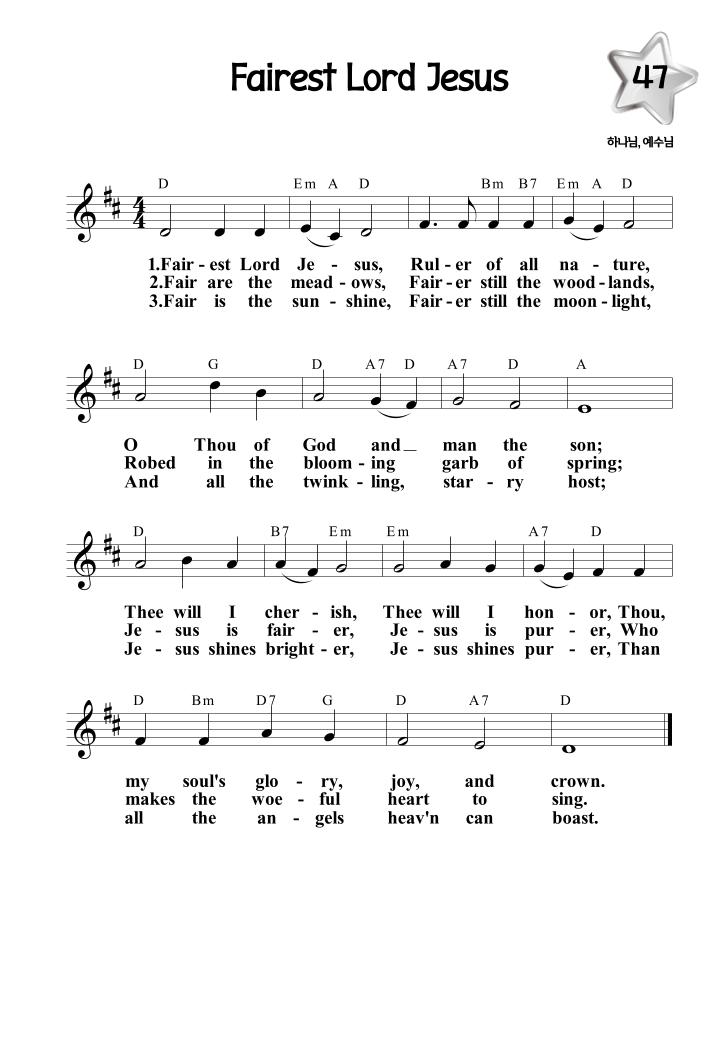 Fairest Lord Jesus
47
하나님, 예수님
D Em A D Bm B7 Em A D
1.Fair - est Lord Je - sus, Rul - er of all na - ture,
2.Fair are the mead - ows, Fair - er still the wood - lands,
3.Fair is the sun - shine, Fair - er still the moon - light,
D G D A7 D A7 D A
O Thou of God and man the son;
Robed in the bloom - ing garb of spring;
And all the twink - ling, star - ry host;
D B7 Em Em A7 D
Thee will I cher - ish, Thee will I hon - or, Thou,
Je - sus is fair - er, Je - sus is pur - er, Who
Je - sus shines bright - er, Je - sus shines pur - er, Than
D Bm D7 G D A7 D
my soul's glo - ry, joy, and crown.
makes the woe - ful heart to sing.
all the an - gels heav'n can boast.